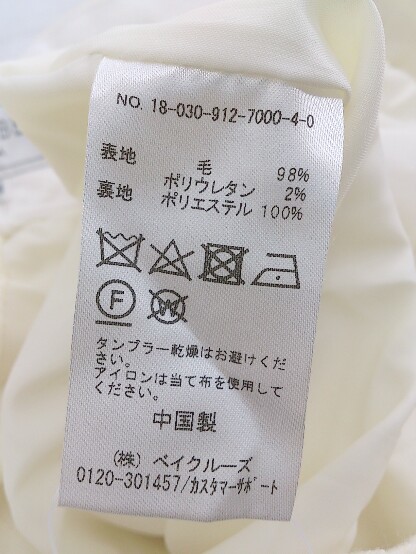 NO. 18-030-912-7000-4-0
表地 毛 98%
ポリウレタン 2%
裏地 ポリエステル 100%
F
W
タンブラー乾燥はお避けくだ
さい。
アイロンは当て布を使用して
ください。
中国製
(株) ベイクルーズ
0120-301457/カスタマーサポート